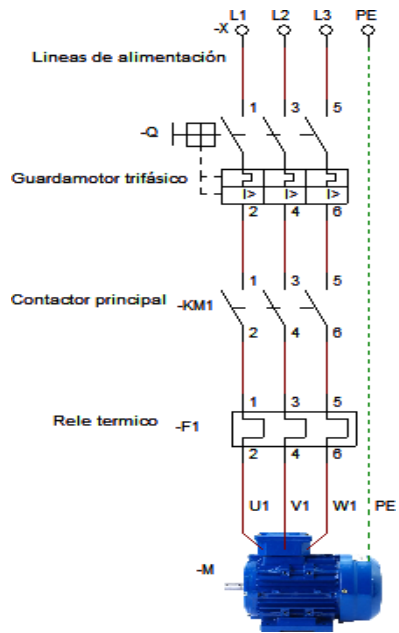 L1 L2 L3 PE
-X
Lineas de alimentación
1 3 5
-Q
Guardamotor trifásico
I> I> I>
2 4 6
1 3 5
Contactor principal
-KM1
2 4 6
1 3 5
Rele termico
-F1
2 4 6
U1 V1 W1 PE
-M